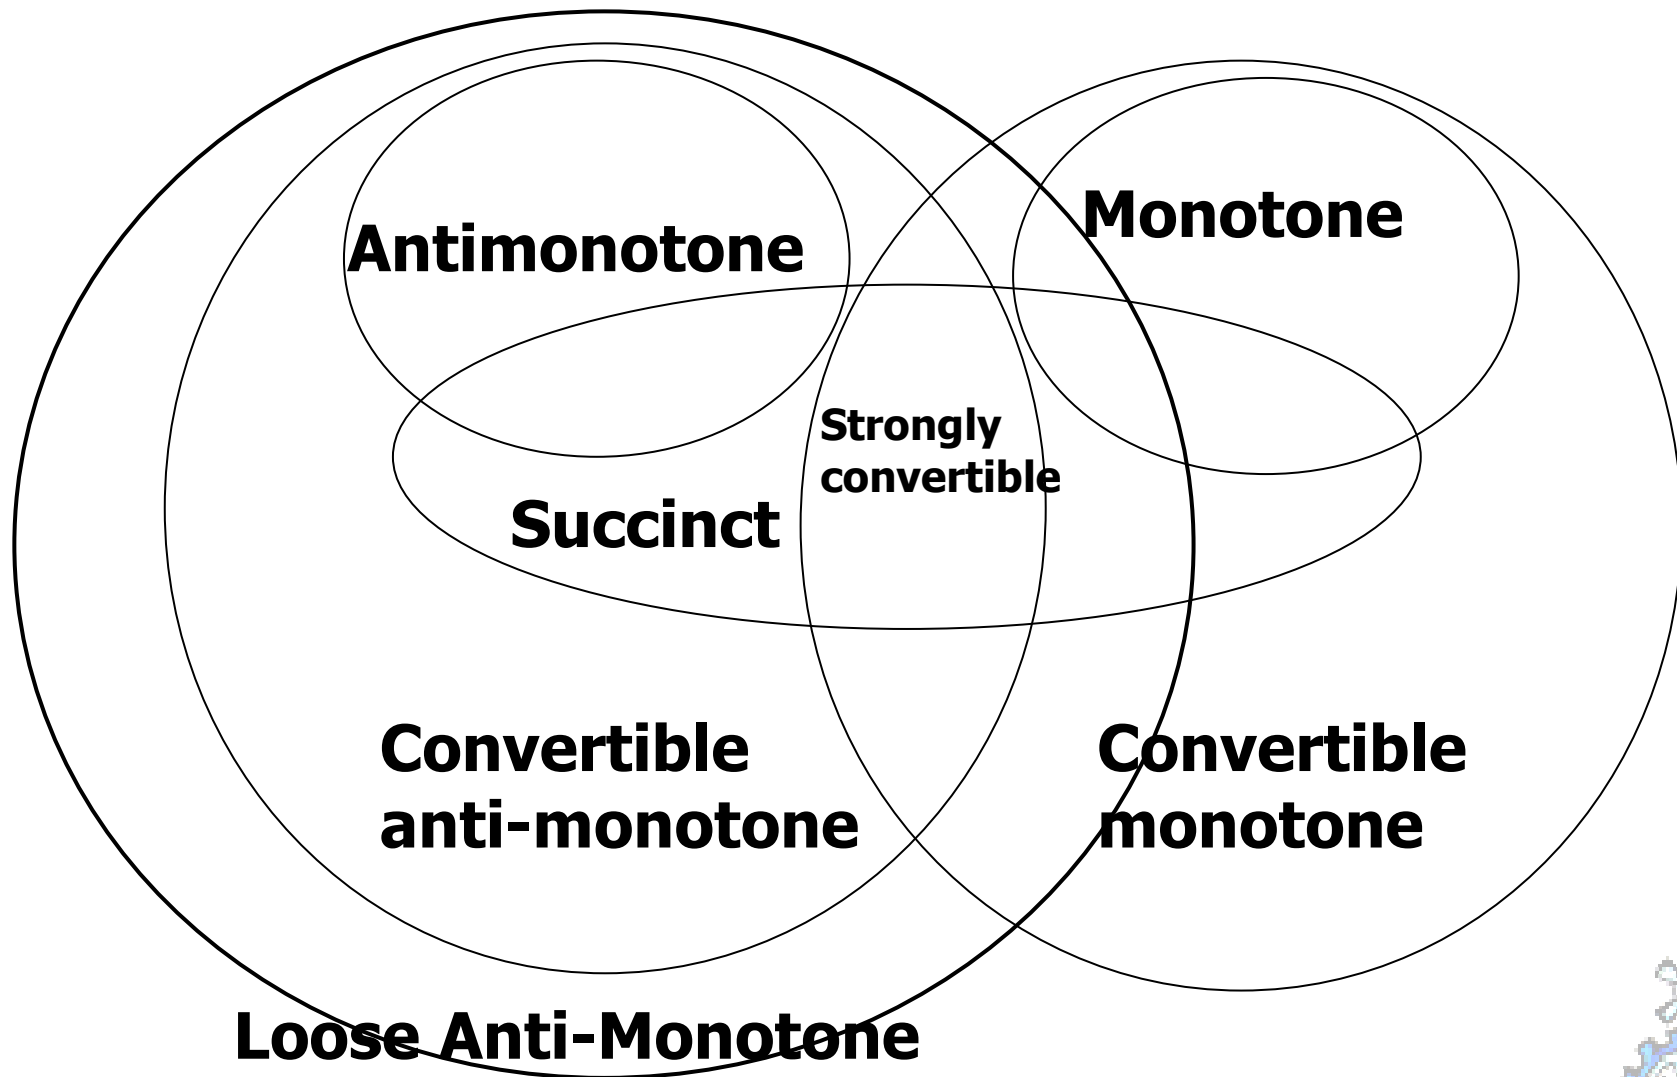 Antimonotone
Monotone
Strongly
convertible
Succinct
Convertible
anti-monotone
Convertible
monotone
Loose Anti-Monotone